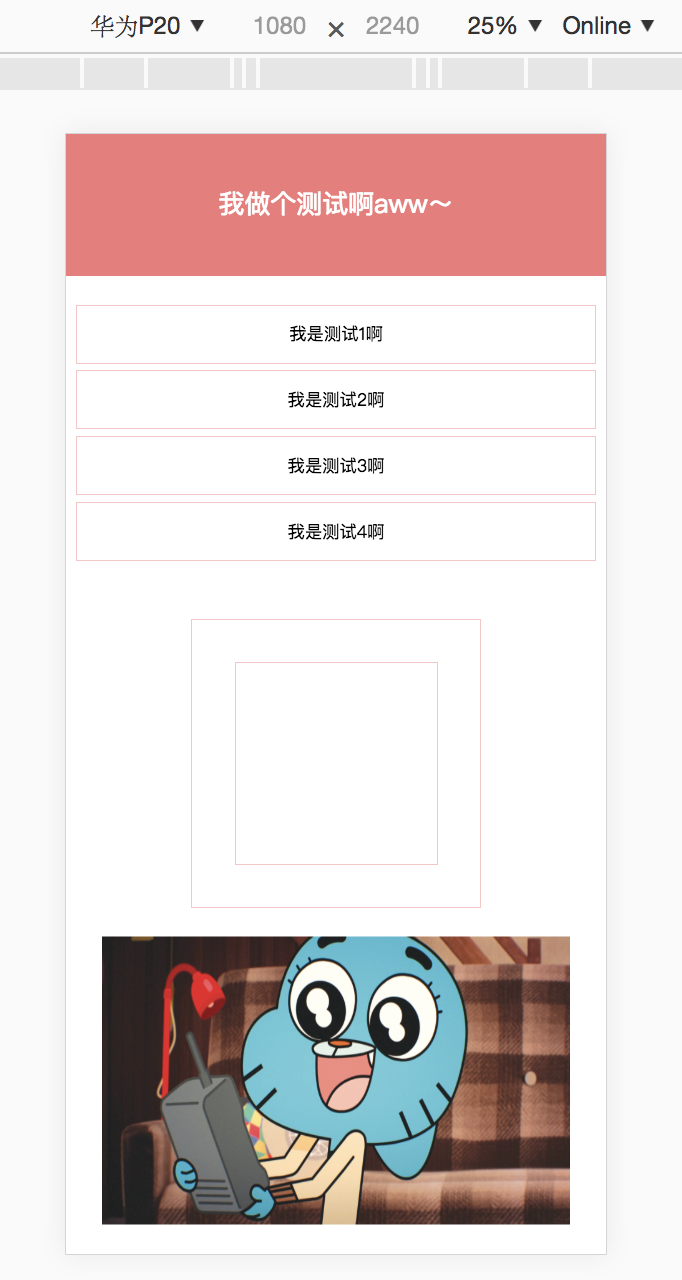 华为P20 ▼ 1080 × 2240 25% ▼ Online ▼
我做个测试啊aww～
我是测试1啊
我是测试2啊
我是测试3啊
我是测试4啊